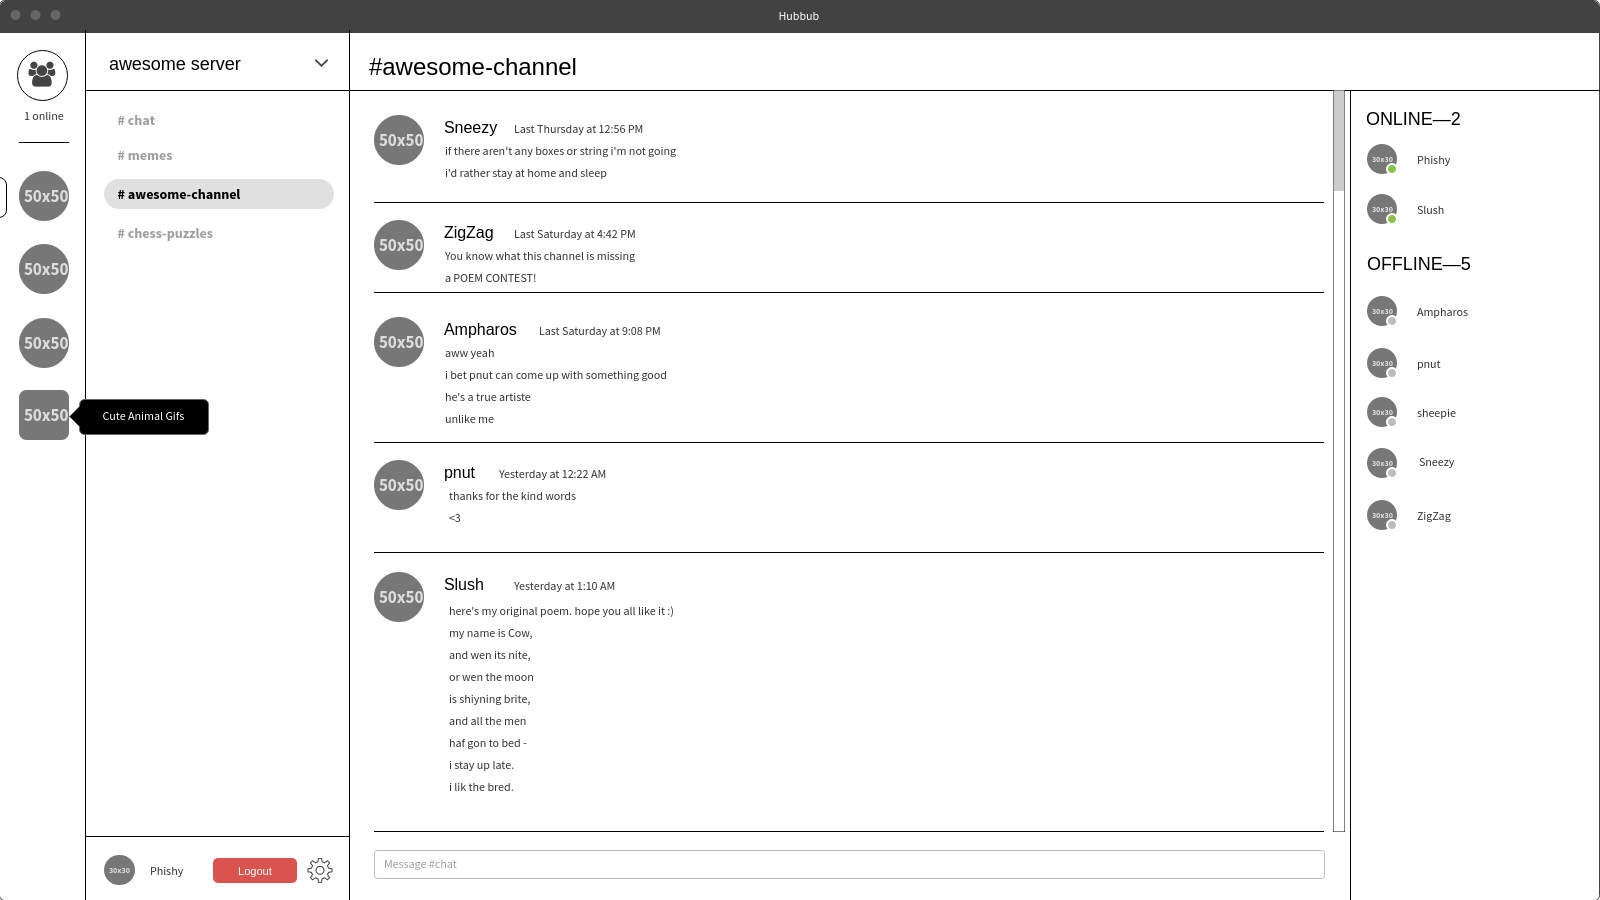 Hubbub
1 online
50x50
50x50
50x50
50x50
Cute Animal Gifs
awesome server
# chat
# memes
# awesome-channel
# chess-puzzles
30x30
Phishy
Logout
#awesome-channel
50x50
Sneezy Last Thursday at 12:56 PM
if there aren't any boxes or string i'm not going
i'd rather stay at home and sleep
50x50
ZigZag Last Saturday at 4:42 PM
You know what this channel is missing
a POEM CONTEST!
50x50
Ampharos Last Saturday at 9:08 PM
aww yeah
i bet pnut can come up with something good
he's a true artiste
unlike me
50x50
pnut Yesterday at 12:22 AM
thanks for the kind words
<3
50x50
Slush Yesterday at 1:10 AM
here's my original poem. hope you all like it :)
my name is Cow,
and wen its nite,
or wen the moon
is shiyning brite,
and all the men
haf gon to bed -
i stay up late.
i lik the bred.
Message #chat
ONLINE—2
30x30
Phishy
30x30
Slush
OFFLINE—5
30x30
Ampharos
30x30
pnut
30x30
sheepie
30x30
Sneezy
30x30
ZigZag